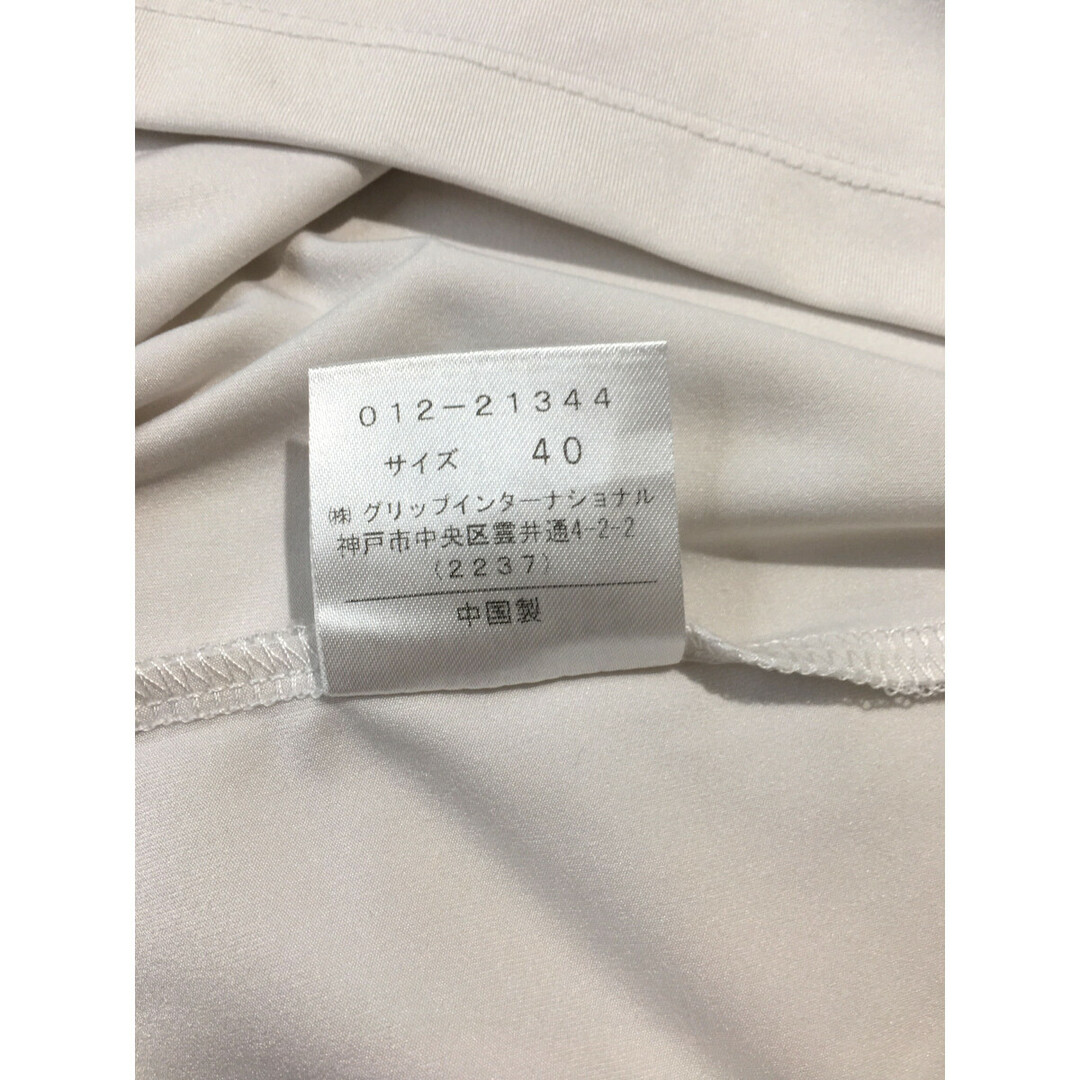 012-21344
サイズ 40
㈱ グリップインターナショナル
神戸市中央区雲井通4-2-2
(2237)
中国製